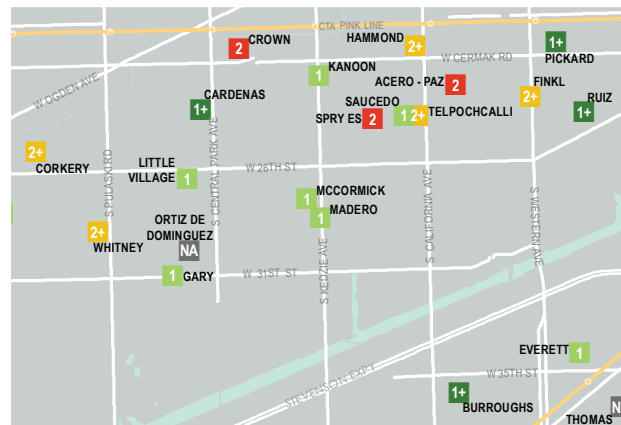 CTA PINK LINE
2 CROWN
HAMMOND 2+
1+
PICKARD
W CERMAK RD
1 KANOON
ACERO - PAZ 2
FINKL
2+
W OGDEN AVE
CARDENAS
1+
SAUCEDO 1
SPRY ES 2
2+ TELPOCHCALLI
RUIZ
1+
2+
CORKERY
S PULASKI RD
S CENTRAL PARK AVE
LITTLE
VILLAGE 1
W 26TH ST
S CALIFORNIA AVE
S WESTERN AVE
1 MCCORMICK
1 MADERO
ORTIZ DE
DOMINGUEZ
NA
2+
WHITNEY
1 GARY
W 31ST ST
S KEDZIE AVE
STEVENSON EXPY
EVERETT 1
W 35TH ST
1+
BURROUGHS
THOMAS